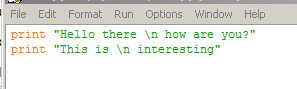 File Edit Format Run Options Window Help
print "Hello there \n how are you?"
print "This is \n interesting"